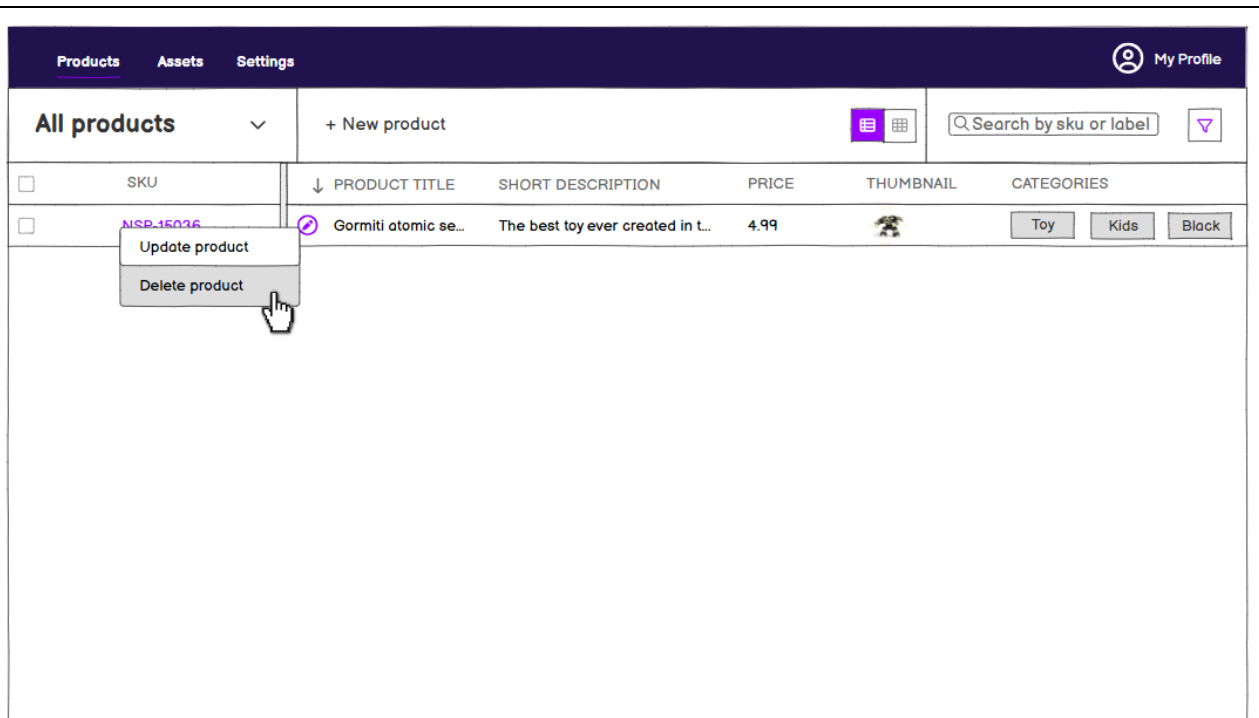 Products Assets Settings My Profile
All products + New product Search by sku or label
SKU PRODUCT TITLE SHORT DESCRIPTION PRICE THUMBNAIL CATEGORIES
NSP-15036 Gormiti atomic se... The best toy ever created in t... 4.99 Toy Kids Black
Update product
Delete product